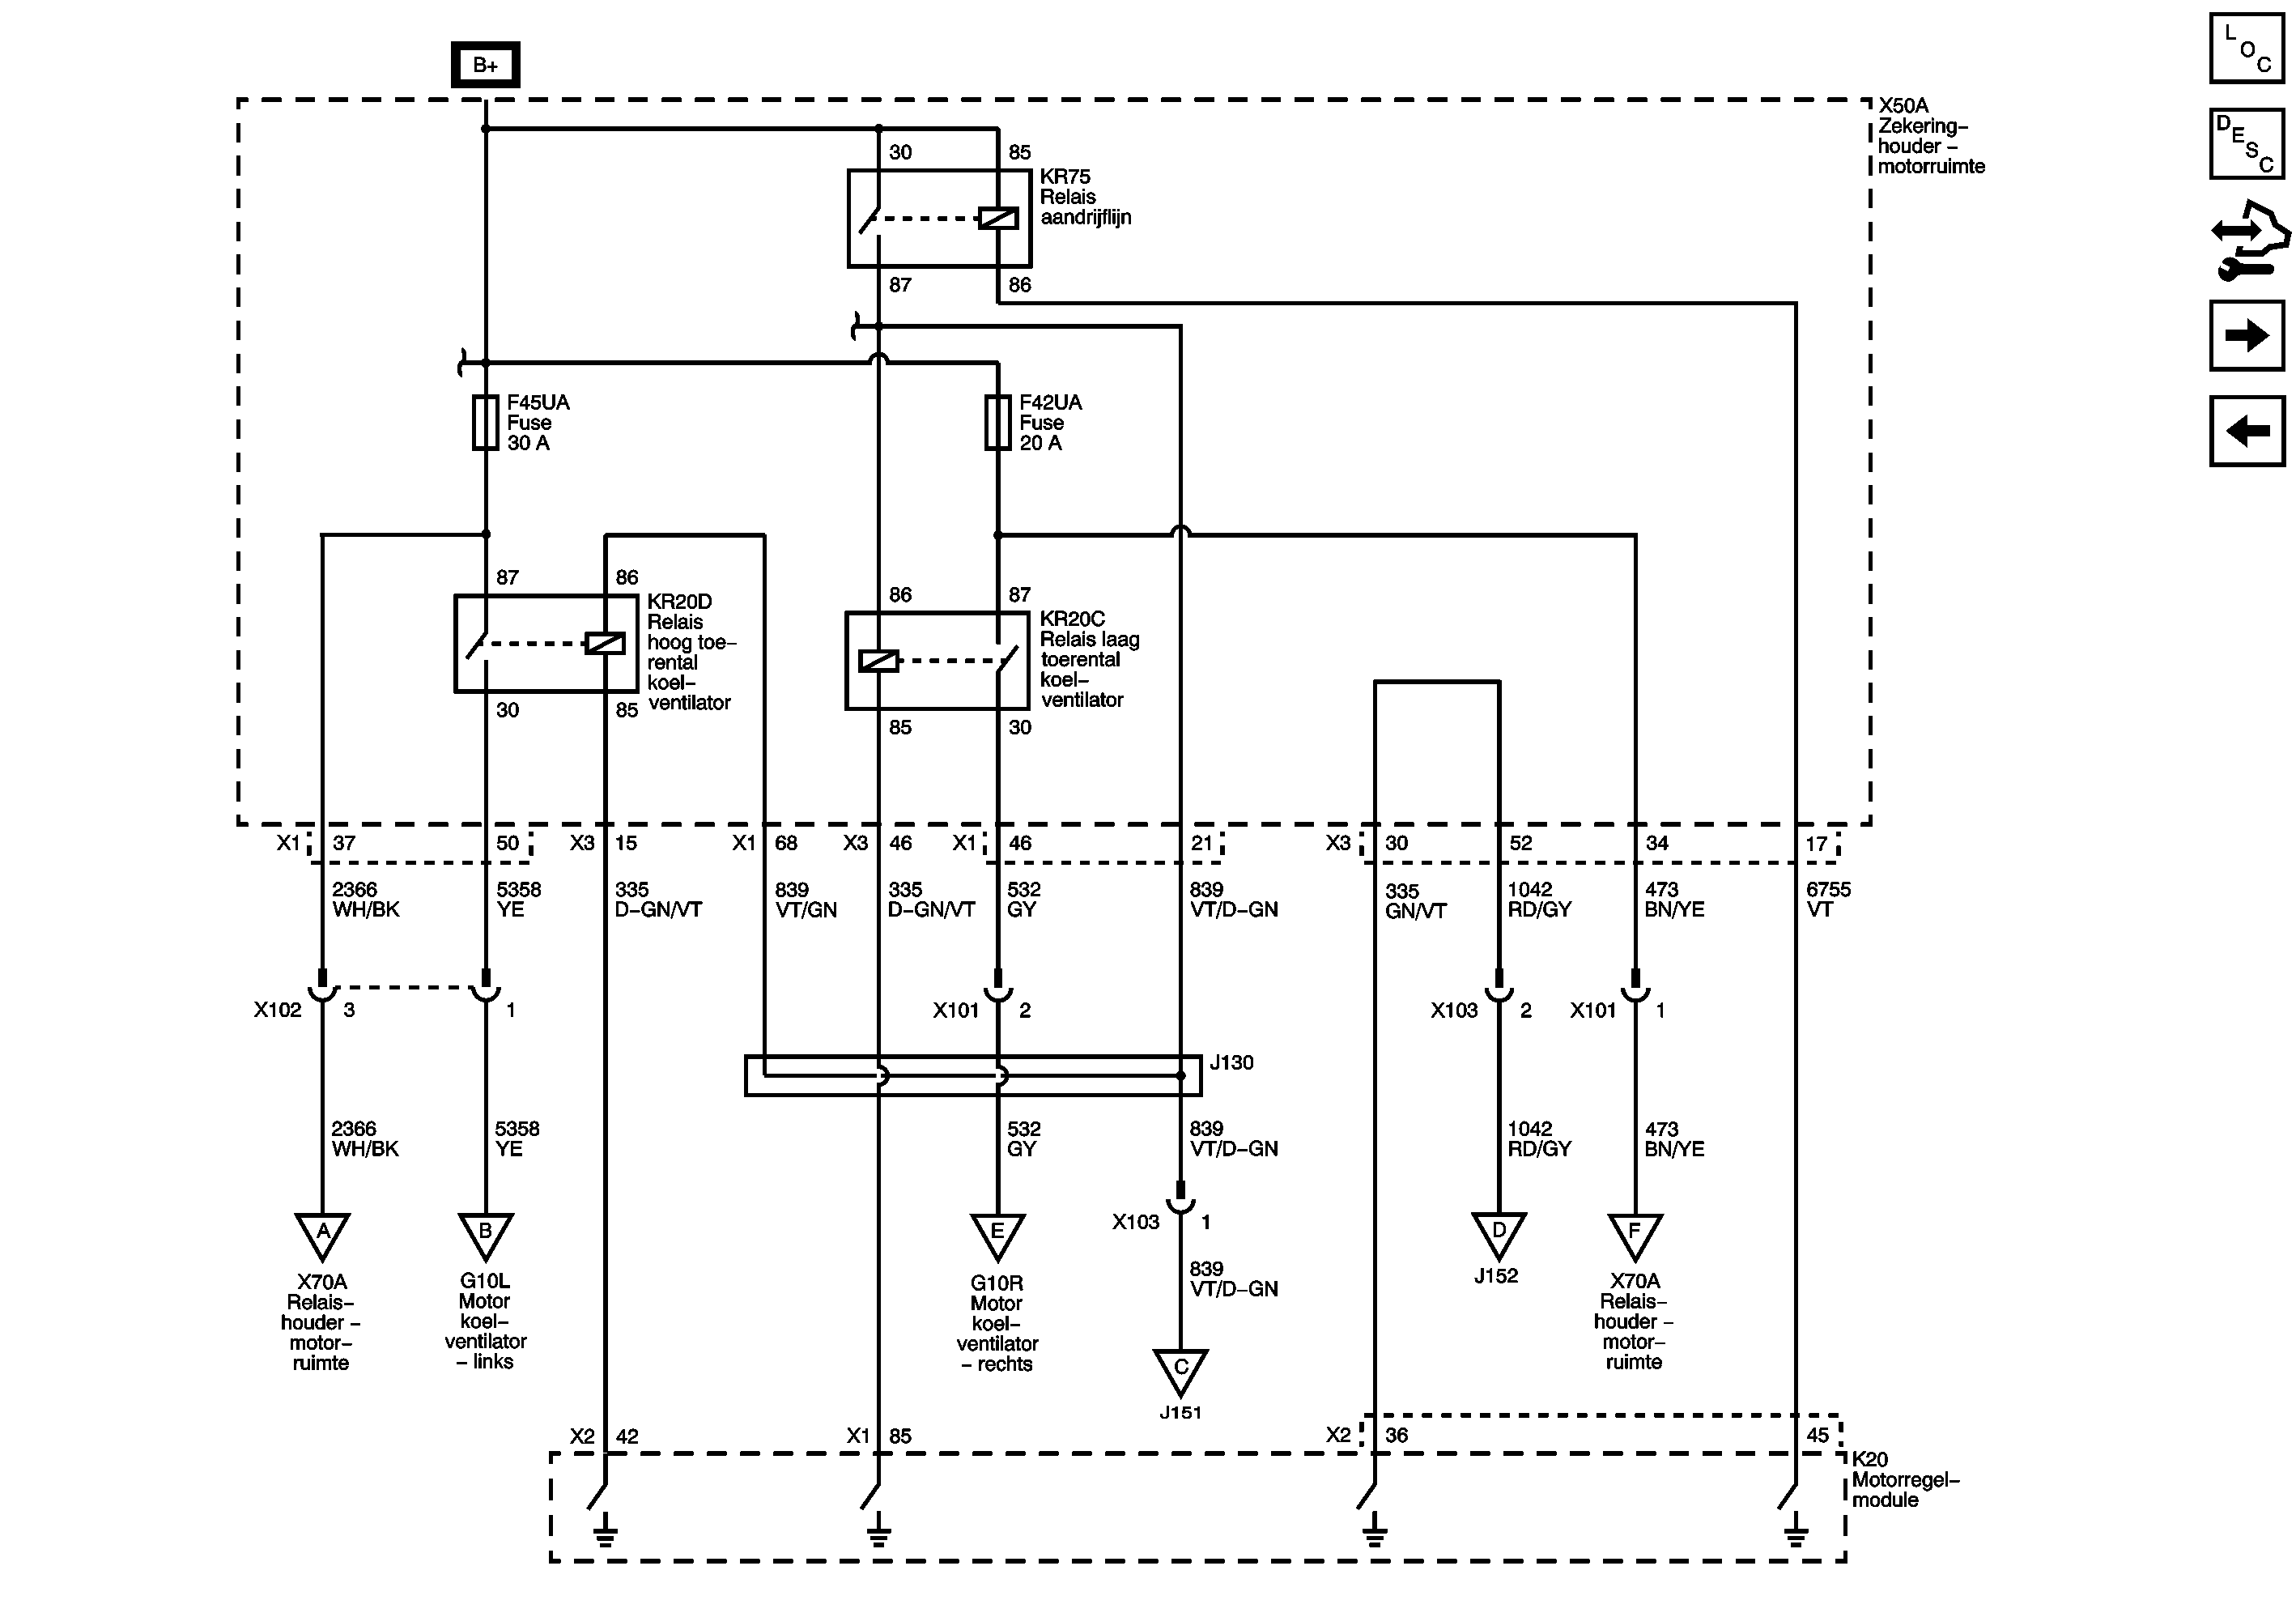 B+
L
O
C
D
E
S
C
X50A
Zekering–
houder –
motorruimte
30
85
KR75
Relais
aandrijflijn
87
86
F45UA
Fuse
30 A
F42UA
Fuse
20 A
87
86
KR20D
Relais
hoog toe–
rental
koel–
ventilator
30
85
86
87
KR20C
Relais laag
toerental
koel–
ventilator
85
30
X1 37
50
X3 15
X1 68
X3 46
X1 46
21
X3 30
52
34
17
2366
WH/BK
5358
YE
335
D–GN/VT
839
VT/GN
335
D–GN/VT
532
GY
839
VT/D–GN
335
GN/VT
1042
RD/GY
473
BN/YE
6755
VT
X102 3
1
X101 2
X103 2
X101 1
J130
2366
WH/BK
5358
YE
532
GY
839
VT/D–GN
1042
RD/GY
473
BN/YE
X103 1
839
VT/D–GN
A
X70A
Relais–
houder –
motor–
ruimte
B
G10L
Motor
koel–
ventilator
– links
E
G10R
Motor
koel–
ventilator
– rechts
C
J151
D
J152
F
X70A
Relais–
houder –
motor–
ruimte
X2 42
X1 85
X2 36
45
K20
Motorregel–
module